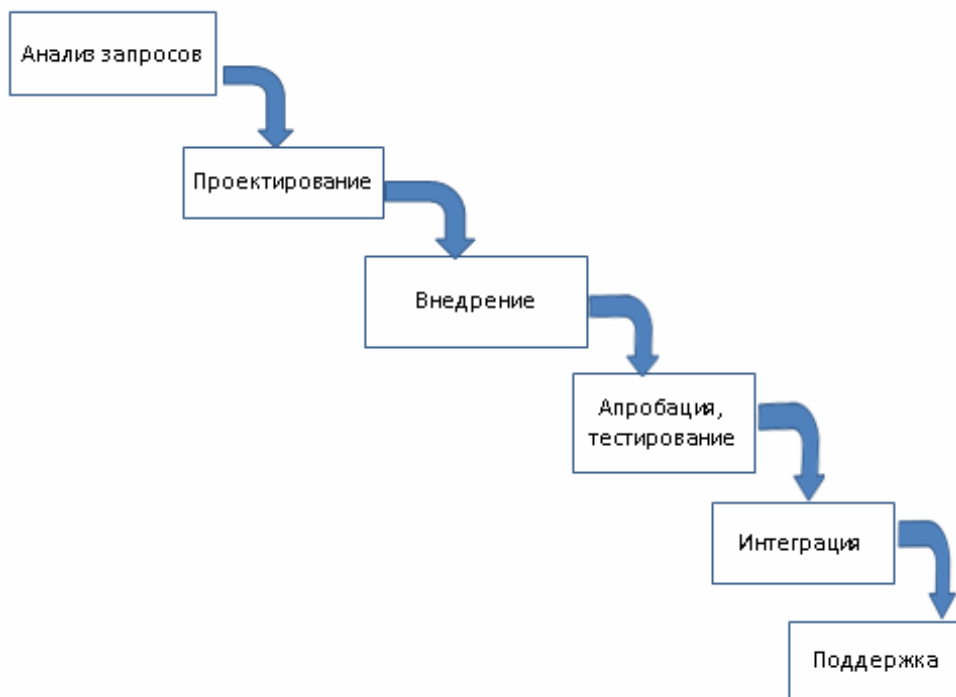 Анализ запросов
Проектирование
Внедрение
Апробация,
тестирование
Интеграция
Поддержка